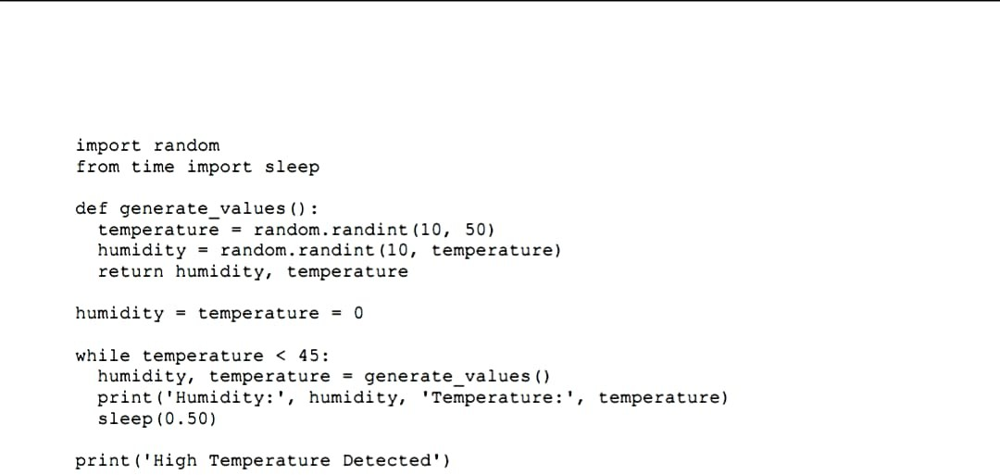 import random
from time import sleep
def generate_values():
temperature = random.randint(10, 50)
humidity = random.randint(10, temperature)
return humidity, temperature
humidity = temperature = 0
while temperature < 45:
humidity, temperature = generate_values()
print('Humidity:', humidity, 'Temperature:', temperature)
sleep(0.50)
print('High Temperature Detected')